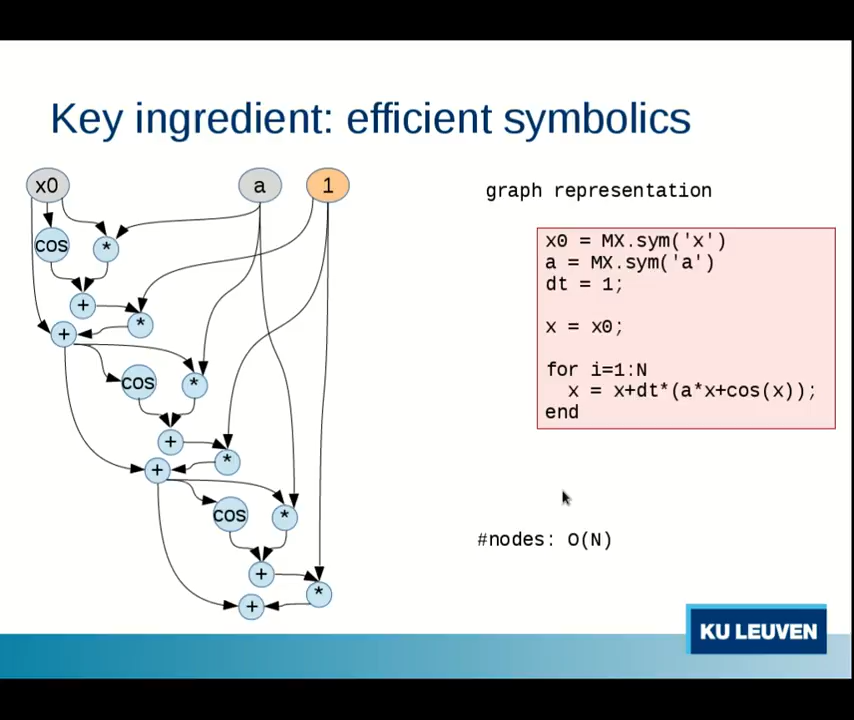 Key ingredient: efficient symbolics
x0 a 1
graph representation
x0 = MX.sym('x')
a = MX.sym('a')
dt = 1;
x = x0;
for i=1:N
x = x+dt*(a*x+cos(x));
end
cos *
+ *
+
cos *
+ *
+
cos *
+ *
+
#nodes: O(N)
KU LEUVEN